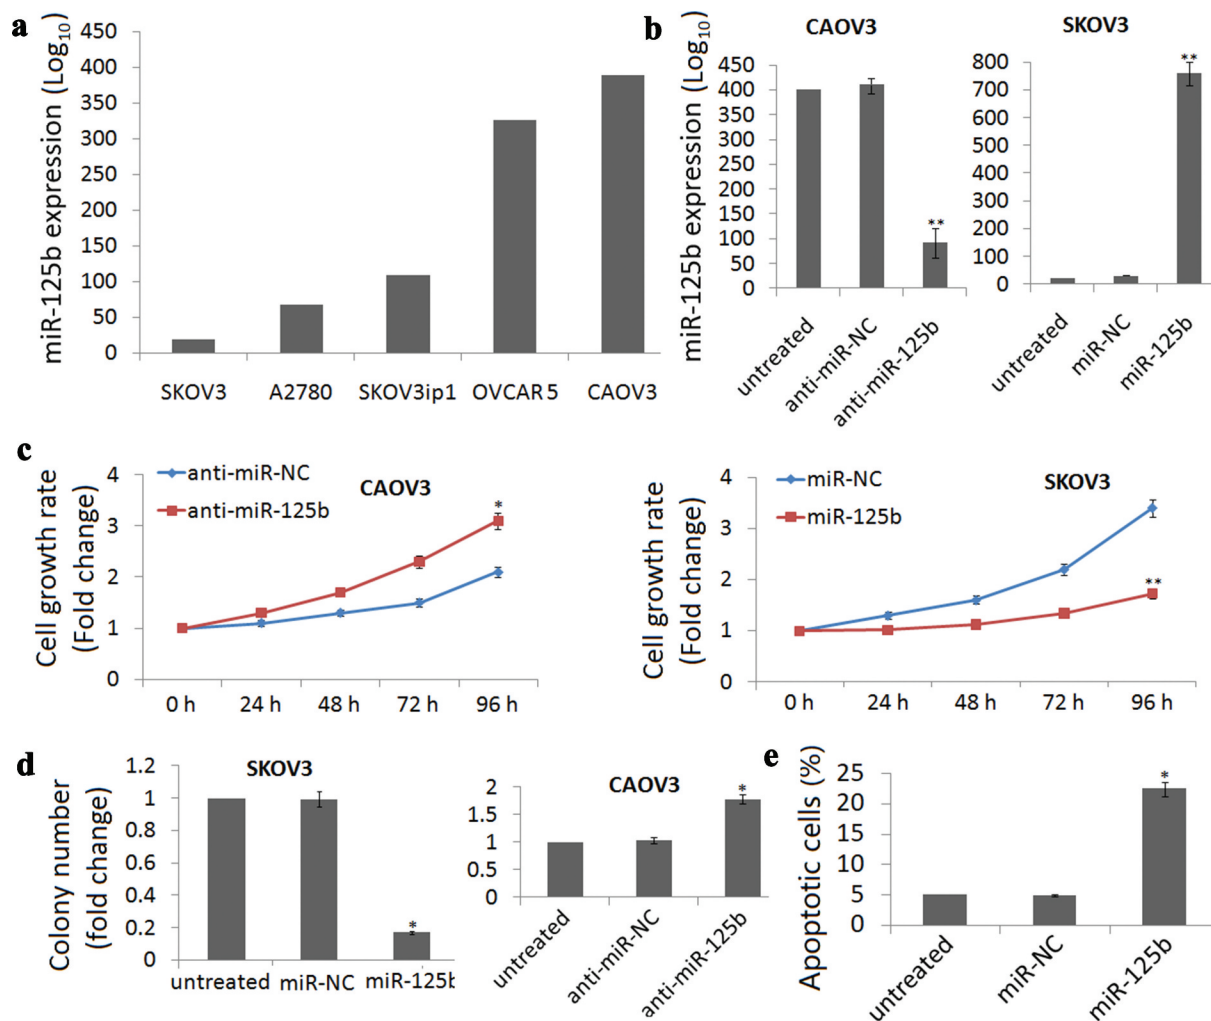 a
miR-125b expression (Log10)
450
400
350
300
250
200
150
100
50
0
SKOV3 A2780 SKOV3ip1 OVCAR5 CAOV3
b
CAOV3
miR-125b expression (Log10)
450
400
350
300
250
200
150
100
50
0
**
untreated
anti-miR-NC
anti-miR-125b
SKOV3
800
700
600
500
400
300
200
100
0
**
untreated
miR-NC
miR-125b
c
Cell growth rate
(Fold change)
4
3
2
1
0
anti-miR-NC
anti-miR-125b
CAOV3
*
0 h 24 h 48 h 72 h 96 h
Cell growth rate
(Fold change)
4
3
2
1
0
miR-NC
miR-125b
SKOV3
**
0 h 24 h 48 h 72 h 96 h
d
Colony number
(fold change)
SKOV3
1.2
1
0.8
0.6
0.4
0.2
0
*
untreated miR-NC miR-125b
CAOV3
2
1.5
1
0.5
0
*
untreated
anti-miR-NC
anti-miR-125b
e
Apoptotic cells (%)
25
20
15
10
5
0
*
untreated
miR-NC
miR-125b